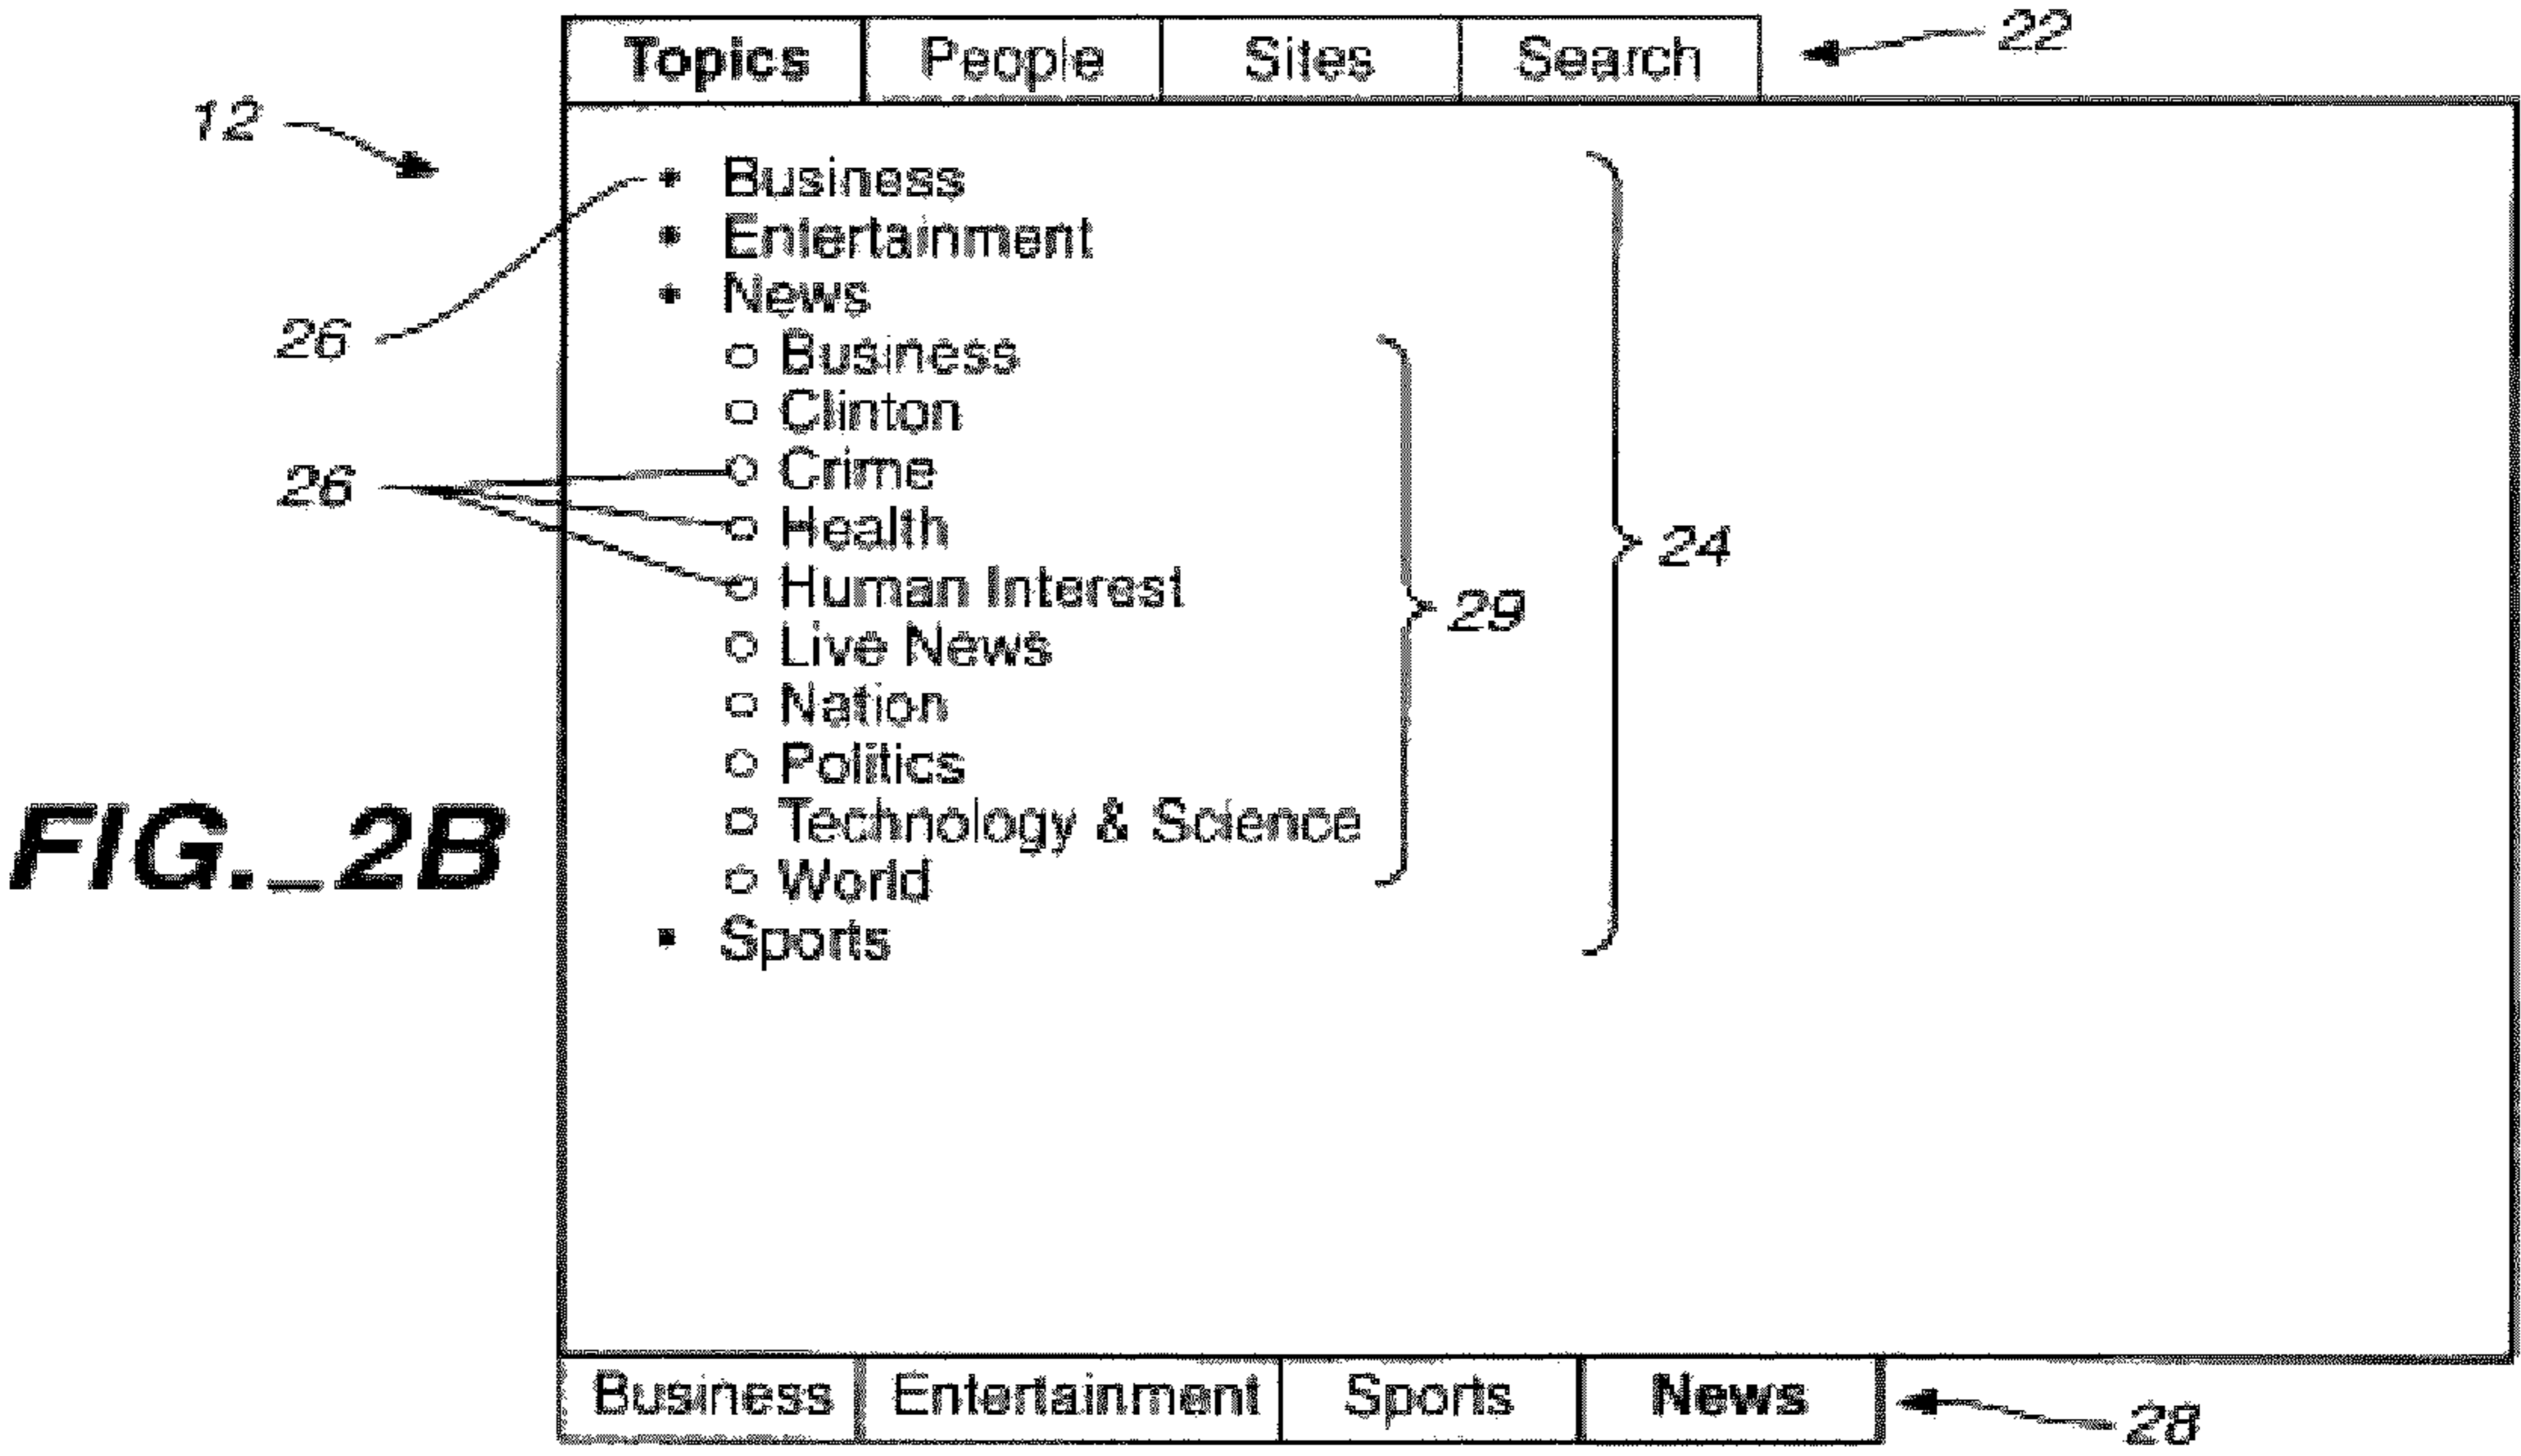 Topics People Sites Search 22
12
• Business
• Entertainment
26 • News
○ Business
○ Clinton
26 ○ Crime
○ Health 24
○ Human Interest 29
○ Live News
○ Nation
○ Politics
FIG._2B ○ Technology & Science
○ World
• Sports
Business Entertainment Sports News 28